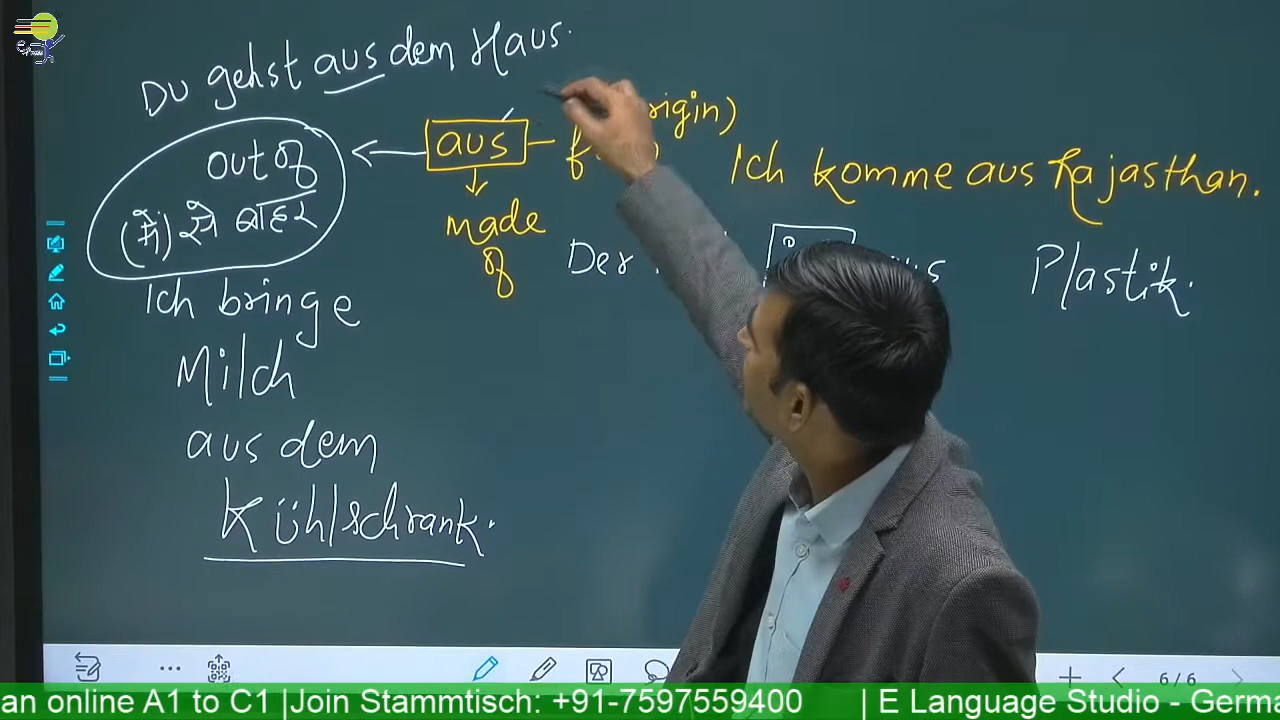 Du gehst aus dem Haus.
out of
(में) से बाहर
aus
made
of
rigin)
Ich komme aus Rajasthan.
Der
Plastik.
Ich bringe
Milch
aus dem
Kühlschrank.
6/6
an online A1 to C1 |Join Stammtisch: +91-7597559400 | E Language Studio - Germa